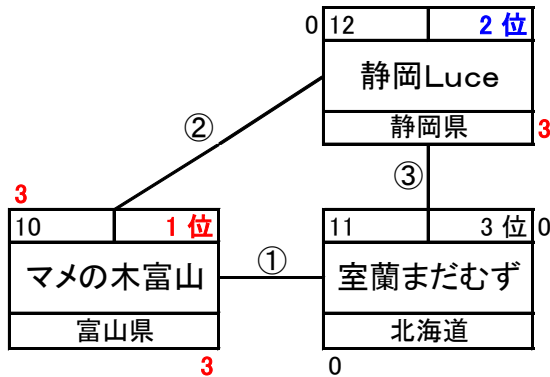 0 12 2 位
静岡Luce
静岡県 3
②
③
3
10 1 位
マメの木富山
富山県
3
①
11 3 位 0
室蘭まだむず
北海道
0